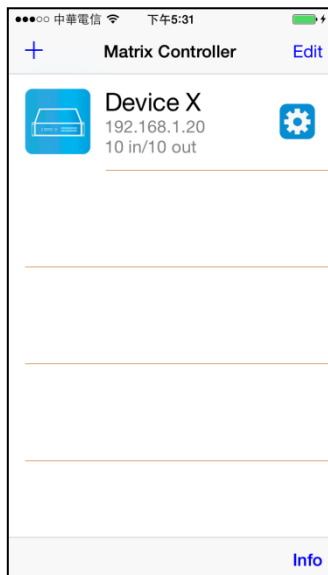 中華電信 下午5:31
+ Matrix Controller Edit
Device X
192.168.1.20
10 in/10 out
Info